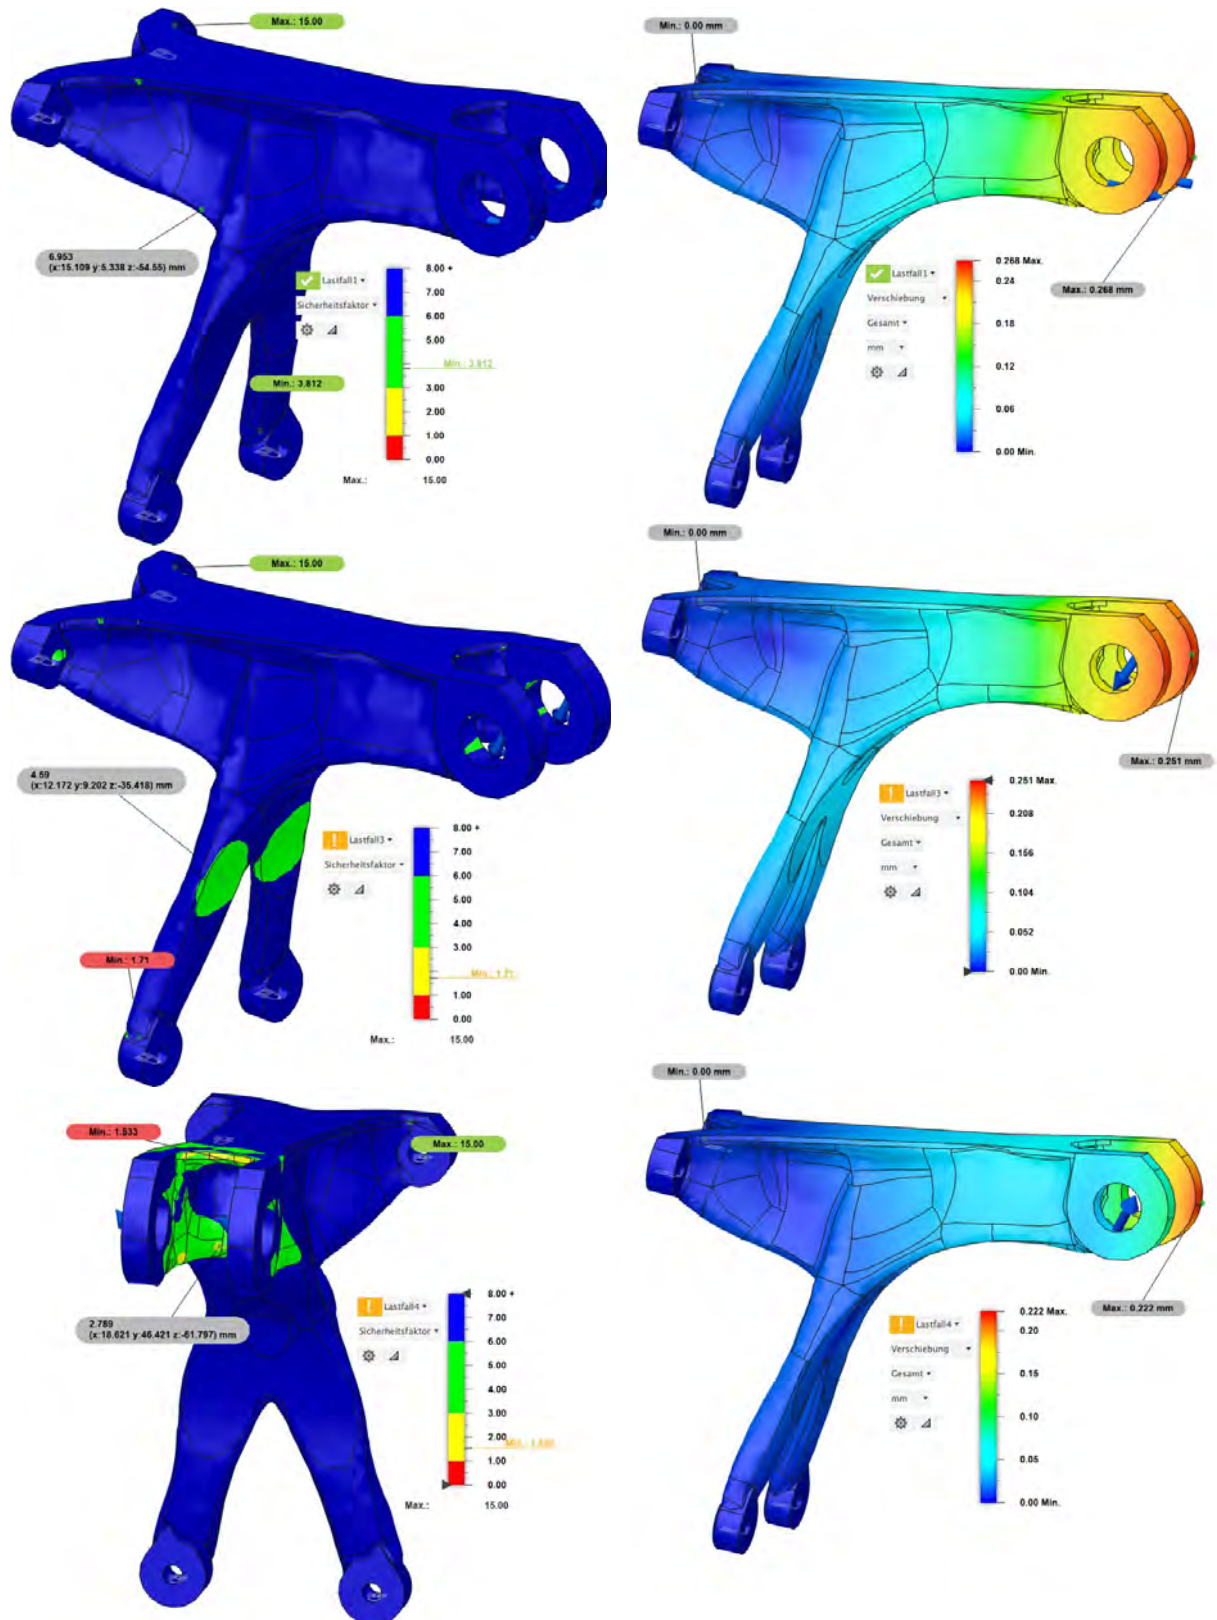 Max.: 15.00
6.953
(x:15.109 y:5.338 z:-54.55) mm
Lastfall1
Sicherheitsfaktor
8.00 +
7.00
6.00
5.00
Min.: 3.812
3.00
2.00
1.00
0.00
Max.: 15.00
Min.: 3.812
Min.: 0.00 mm
Lastfall1
Verschiebung
Gesamt
mm
0.268 Max.
0.24
0.18
0.12
0.06
0.00 Min.
Max.: 0.268 mm
Max.: 15.00
4.59
(x:12.172 y:9.202 z:-35.418) mm
Min.: 1.71
Lastfall3
Sicherheitsfaktor
8.00 +
7.00
6.00
4.00
3.00
Min.: 1.71
1.00
0.00
Max.: 15.00
Min.: 0.00 mm
Lastfall3
Verschiebung
Gesamt
mm
0.251 Max.
0.208
0.156
0.104
0.052
0.00 Min.
Max.: 0.251 mm
Min.: 1.533
Max.: 15.00
2.789
(x:18.621 y:46.421 z:-61.797) mm
Lastfall4
Sicherheitsfaktor
8.00 +
7.00
6.00
5.00
4.00
3.00
2.00
1.00
0.00
Max.: 15.00
Min.: 0.00 mm
Lastfall4
Verschiebung
Gesamt
mm
0.222 Max.
0.20
0.15
0.10
0.05
0.00 Min.
Max.: 0.222 mm